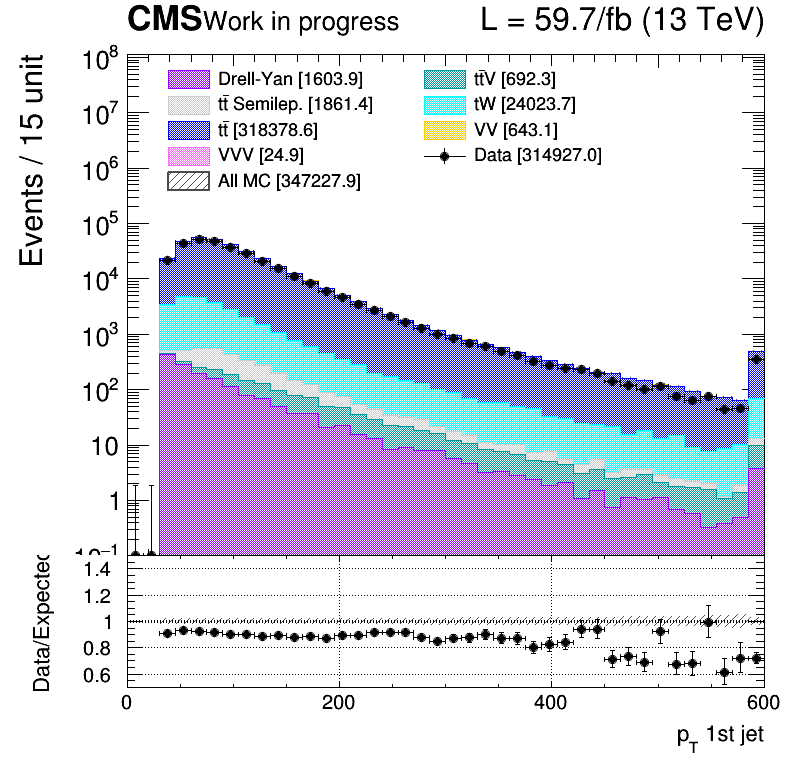 CMS Work in progress L = 59.7/fb (13 TeV)
Events / 15 unit
10⁸
10⁷
10⁶
10⁵
10⁴
10³
10²
10
1
10⁻¹
Drell-Yan [1603.9]
tt̄ Semilep. [1861.4]
tt̄ [318378.6]
VVV [24.9]
All MC [347227.9]
tt̄V [692.3]
tW [24023.7]
VV [643.1]
Data [314927.0]
Data/Expected
1.4
1.2
1
0.8
0.6
0 200 400 600
p_T 1st jet